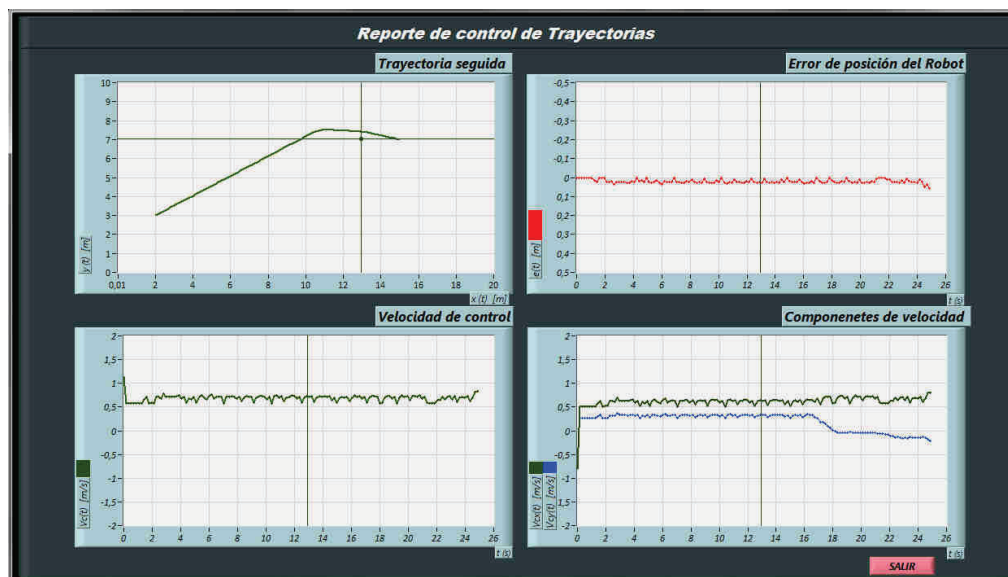 Reporte de control de Trayectorias
Trayectoria seguida
10
9
8
7
6
5
4
3
2
1
0
y (t) [m]
0,01 2 4 6 8 10 12 14 16 18 20
x (t) [m]
Error de posición del Robot
-0,5
-0,4
-0,3
-0,2
-0,1
0
0,1
0,2
0,3
0,4
0,5
e(t) [m]
0 2 4 6 8 10 12 14 16 18 20 22 24 26
t (s)
Velocidad de control
2
1,5
1
0,5
0
-0,5
-1
-1,5
-2
Vc(t) [m/s]
0 2 4 6 8 10 12 14 16 18 20 22 24 26
t (s)
Componenetes de velocidad
2
1,5
1
0,5
0
-0,5
-1
-1,5
-2
Vcx(t) [m/s]
Vcy(t) [m/s]
0 2 4 6 8 10 12 14 16 18 20 22 24 26
t (s)
SALIR